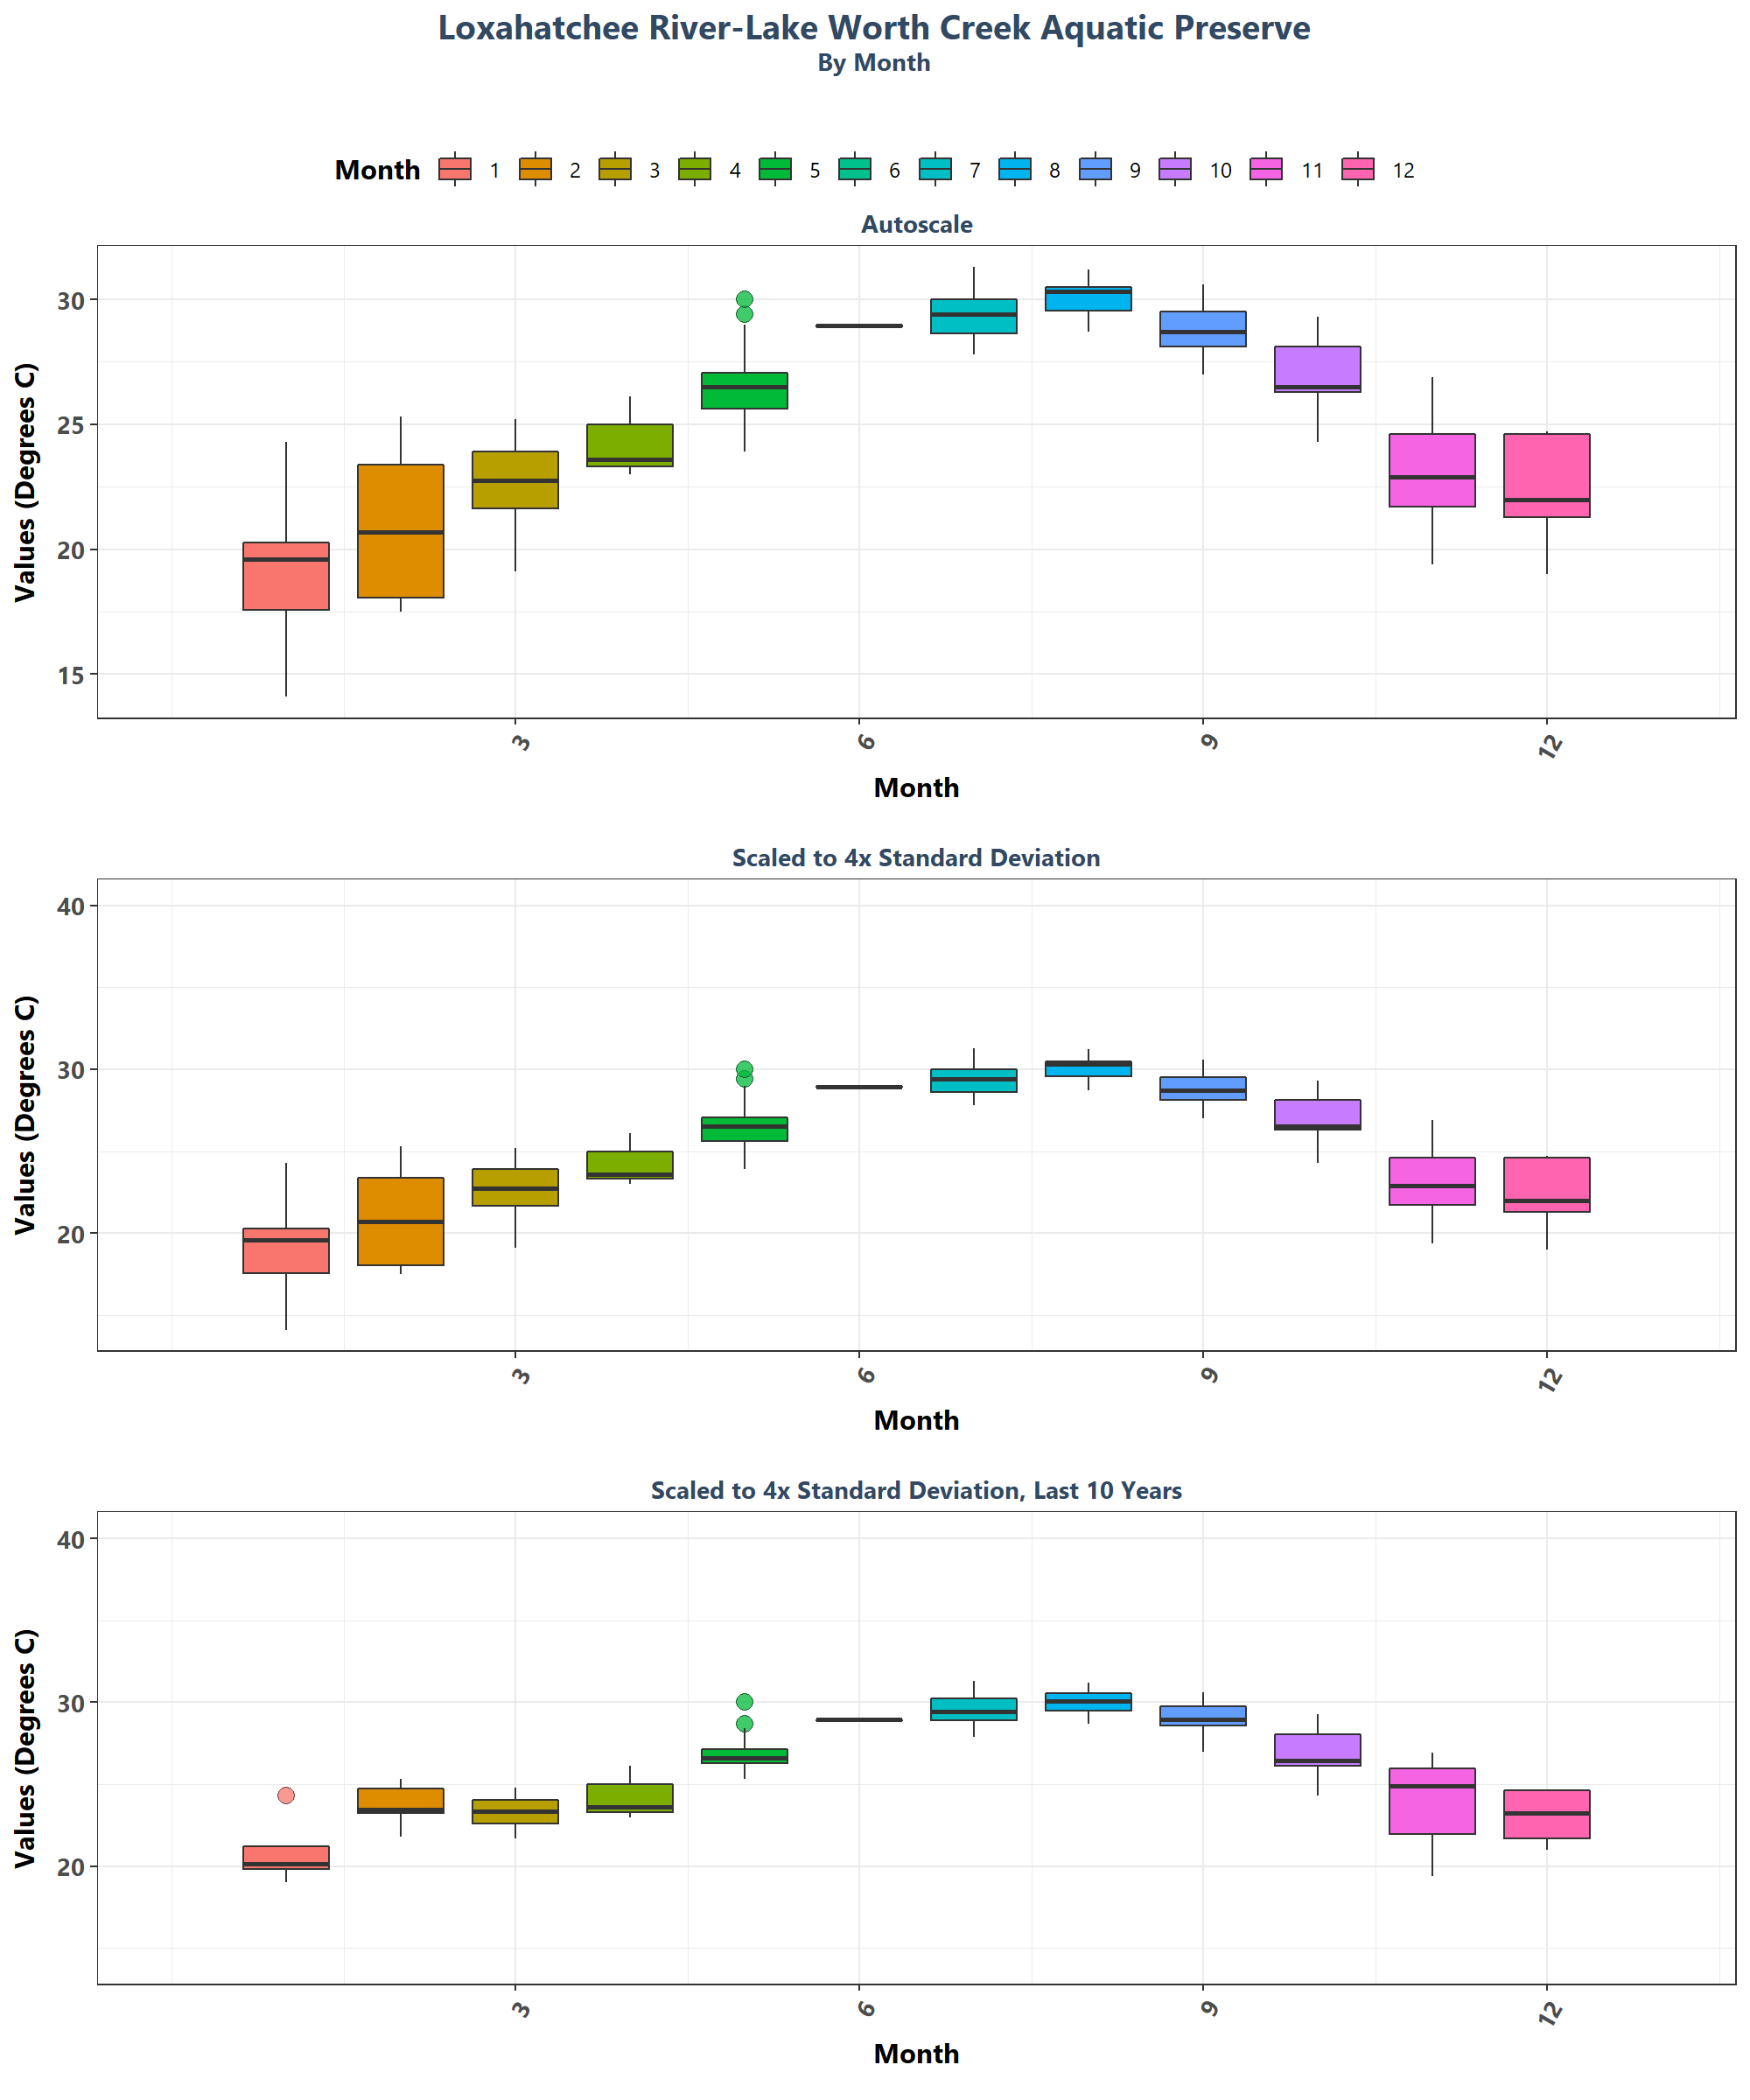 Loxahatchee River-Lake Worth Creek Aquatic Preserve
By Month
Month 1 2 3 4 5 6 7 8 9 10 11 12
Autoscale
Values (Degrees C)
30
25
20
15
3 6 9 12
Month
Scaled to 4x Standard Deviation
Values (Degrees C)
40
30
20
3 6 9 12
Month
Scaled to 4x Standard Deviation, Last 10 Years
Values (Degrees C)
40
30
20
3 6 9 12
Month